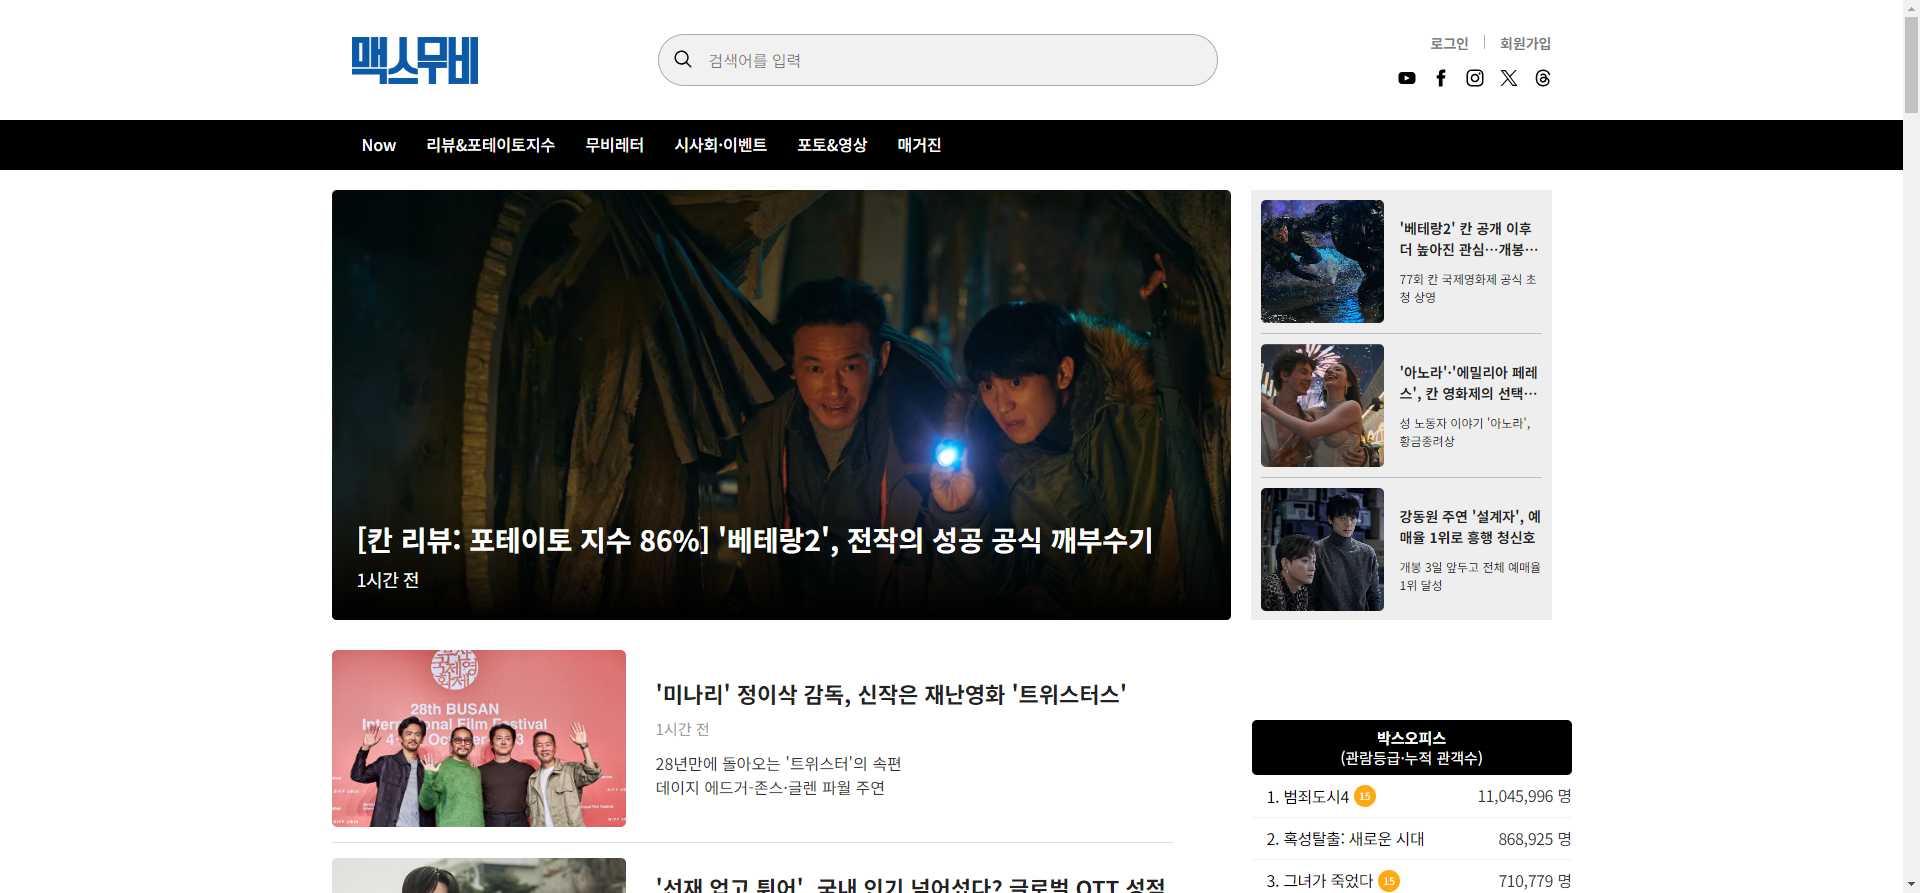 맥스무비
검색어를 입력
로그인
회원가입
Now
리뷰&포테이토지수
무비레터
시사회·이벤트
포토&영상
매거진
[칸 리뷰: 포테이토 지수 86%] '베테랑2', 전작의 성공 공식 깨부수기
1시간 전
'베테랑2' 칸 공개 이후
더 높아진 관심…개봉…
77회 칸 국제영화제 공식 초
청 상영
'아노라'·'에밀리아 페레
스', 칸 영화제의 선택…
성 노동자 이야기 '아노라',
황금종려상
강동원 주연 '설계자', 예
매율 1위로 흥행 청신호
개봉 3일 앞두고 전체 예매율
1위 달성
국제영
화제
28th BUSAN
International Film Festival
'미나리' 정이삭 감독, 신작은 재난영화 '트위스터스'
1시간 전
28년만에 돌아오는 '트위스터'의 속편
데이지 에드거-존스·글렌 파월 주연
박스오피스
(관람등급·누적 관객수)
1. 범죄도시4 15 11,045,996 명
2. 혹성탈출: 새로운 시대 868,925 명
3. 그녀가 죽었다 15 710,779 명
'선재 업고 튀어', 국내 인기 넘어섰다? 글로벌 OTT 성적